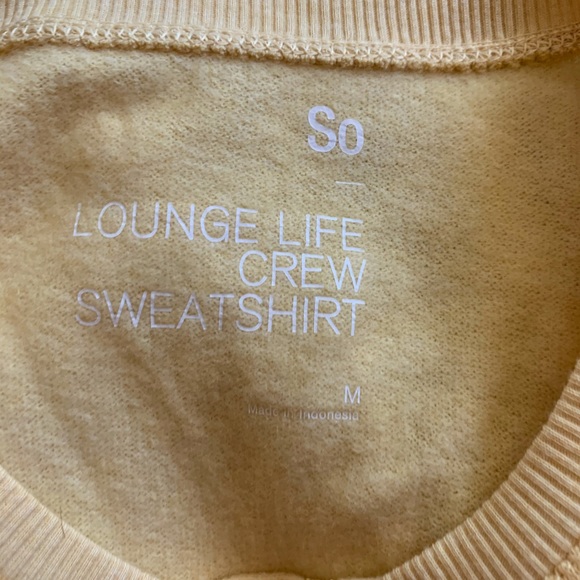 So
LOUNGE LIFE
CREW
SWEATSHIRT
M
Made in Indonesia